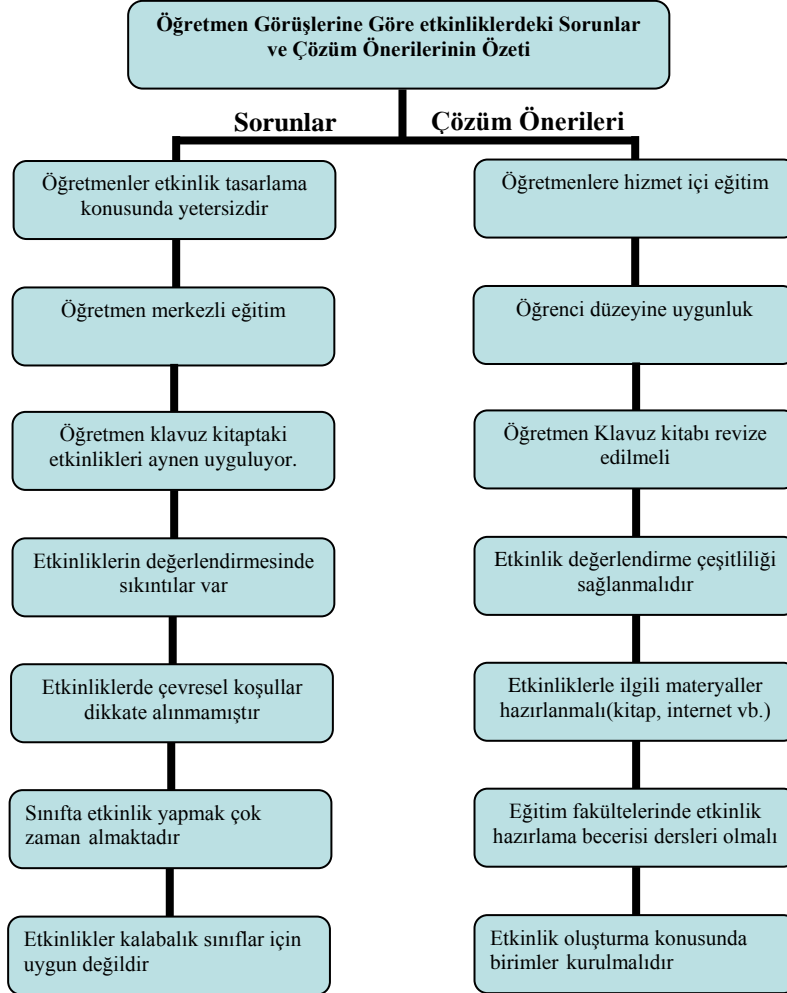 Öğretmen Görüşlerine Göre etkinliklerdeki Sorunlar
ve Çözüm Önerilerinin Özeti
Sorunlar
Çözüm Önerileri
Öğretmenler etkinlik tasarlama
konusunda yetersizdir
Öğretmen merkezli eğitim
Öğretmen klavuz kitaptaki
etkinlikleri aynen uyguluyor.
Etkinliklerin değerlendirmesinde
sıkıntılar var
Etkinliklerde çevresel koşullar
dikkate alınmamıştır
Sınıfta etkinlik yapmak çok
zaman almaktadır
Etkinlikler kalabalık sınıflar için
uygun değildir
Öğretmenlere hizmet içi eğitim
Öğrenci düzeyine uygunluk
Öğretmen Klavuz kitabı revize
edilmeli
Etkinlik değerlendirme çeşitliliği
sağlanmalıdır
Etkinliklerle ilgili materyaller
hazırlanmalı(kitap, internet vb.)
Eğitim fakültelerinde etkinlik
hazırlama becerisi dersleri olmalı
Etkinlik oluşturma konusunda
birimler kurulmalıdır